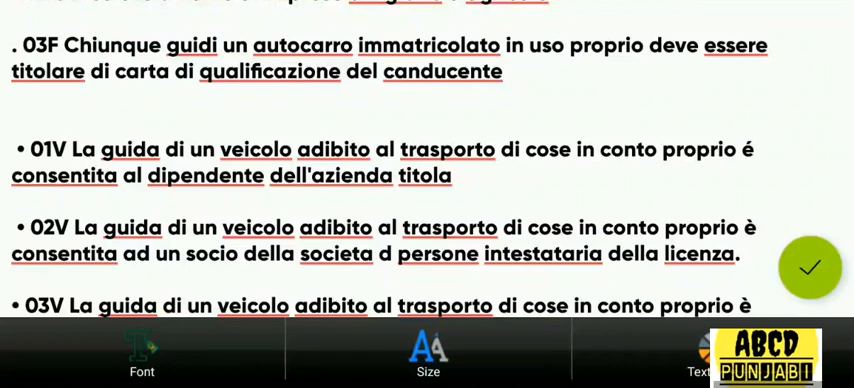 . 03F Chiunque guidi un autocarro immatricolato in uso proprio deve essere
titolare di carta di qualificazione del canducente
• 01V La guida di un veicolo adibito al trasporto di cose in conto proprio é
consentita al dipendente dell'azienda titola
• 02V La guida di un veicolo adibito al trasporto di cose in conto proprio è
consentita ad un socio della societa d persone intestataria della licenza.
• 03V La guida di un veicolo adibito al trasporto di cose in conto proprio è
Font
Size
Text
ABCD
PUNJABI